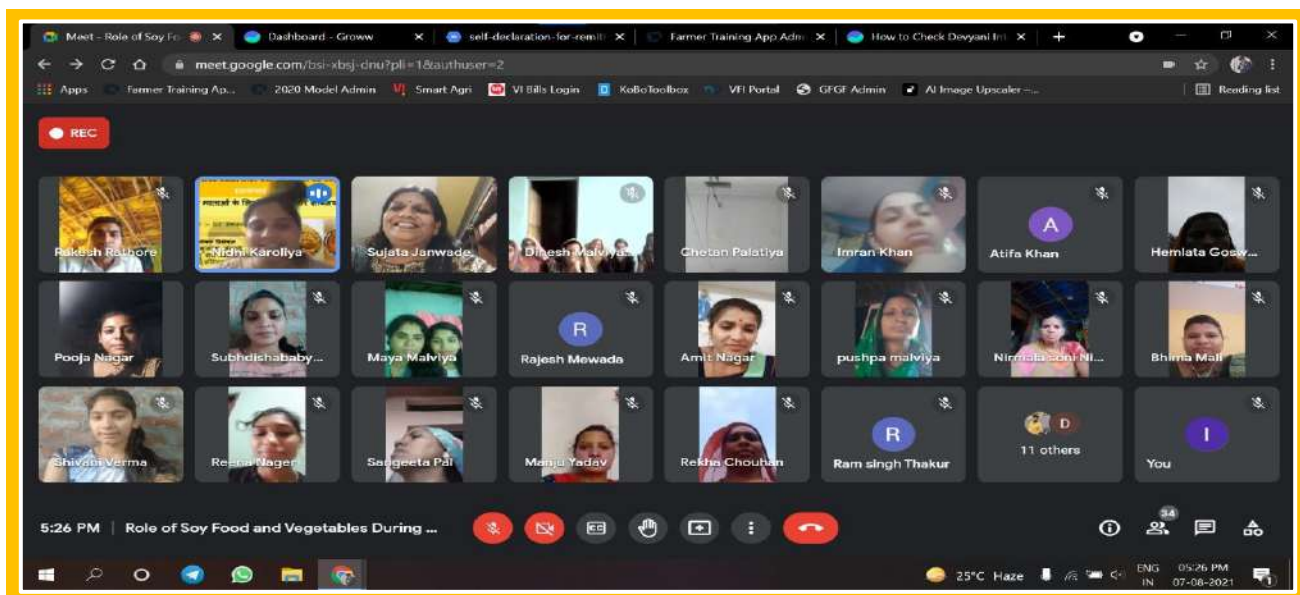 Meet - Role of Soy Fo
Dashboard - Groww
self-declaration-for-remit
Farmer Training App Adm
How to Check Devyani In
meet.google.com/bsi-xbsj-dnu?pli=1&authuser=2
Apps
Farmer Training Ap...
2020 Model Admin
Smart Agri
VI Bills Login
KoBoToolbox
VFI Portal
GFGF Admin
AI Image Upscaler -...
Reading list
REC
Rakesh Rathore
Nidhi Karoliya
Sujata Janwade
Dinesh Malviya
Chetan Palatiya
Imran Khan
A
Atifa Khan
Hemlata Gosw...
Pooja Nagar
Subhdishababy...
Maya Malviya
R
Rajesh Mewada
Amit Nagar
pushpa malviya
Nirmala soni Ni...
Bhima Mali
Shivani Verma
Reena Nager
Sangeeta Pal
Manju Yadav
Rekha Chouhan
R
Ram singh Thakur
D
11 others
I
You
5:26 PM | Role of Soy Food and Vegetables During ...
34
25°C Haze
ENG
IN
05:26 PM
07-08-2021
1